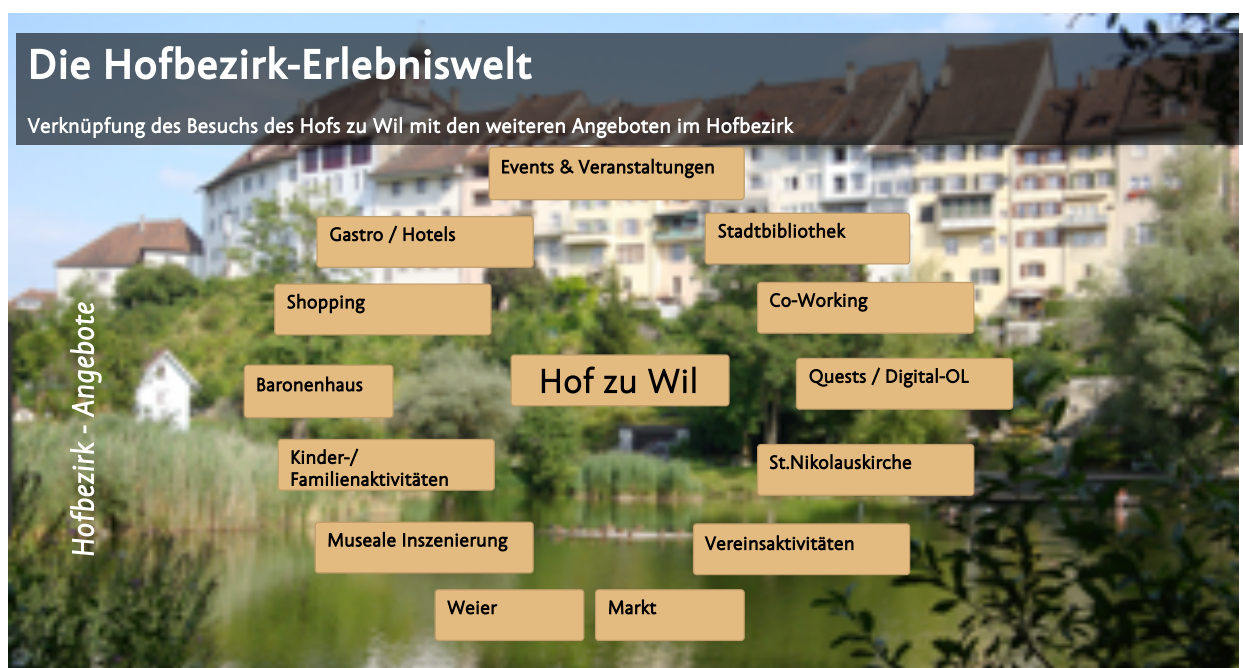 Die Hofbezirk-Erlebniswelt
Verknüpfung des Besuchs des Hofs zu Wil mit den weiteren Angeboten im Hofbezirk
Events & Veranstaltungen
Gastro / Hotels
Stadtbibliothek
Shopping
Co-Working
Hofbezirk - Angebote
Baronenhaus
Hof zu Wil
Quests / Digital-OL
Kinder-/
Familienaktivitäten
St.Nikolauskirche
Museale Inszenierung
Vereinsaktivitäten
Weier
Markt